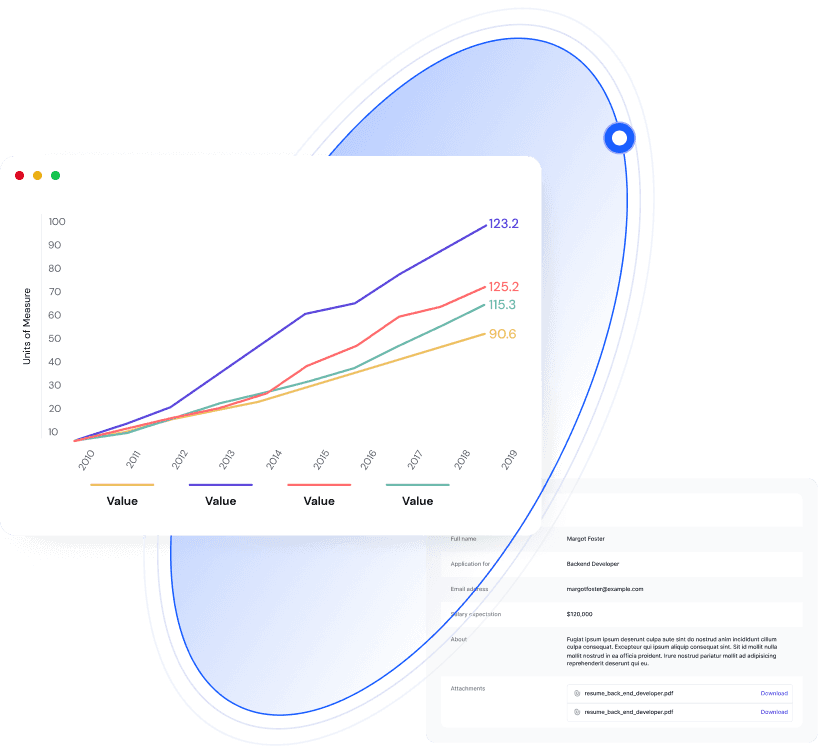 100
90
80
70
60
50
40
30
20
10
Units of Measure
123.2
125.2
115.3
90.6
2010 2011 2012 2013 2014 2015 2016 2017 2018 2019
Value Value Value Value
Full name Margot Foster
Application for Backend Developer
Email address margotfoster@example.com
Salary expectation $120,000
About Fugiat ipsum ipsum deserunt culpa aute sint do nostrud anim incididunt cillum
culpa consequat. Excepteur qui ipsum aliquip consequat sint. Sit id mollit nulla
mollit nostrud in ea officia proident. Irure nostrud pariatur mollit ad adipisicing
reprehenderit deserunt qui eu.
Attachments resume_back_end_developer.pdf Download
resume_back_end_developer.pdf Download